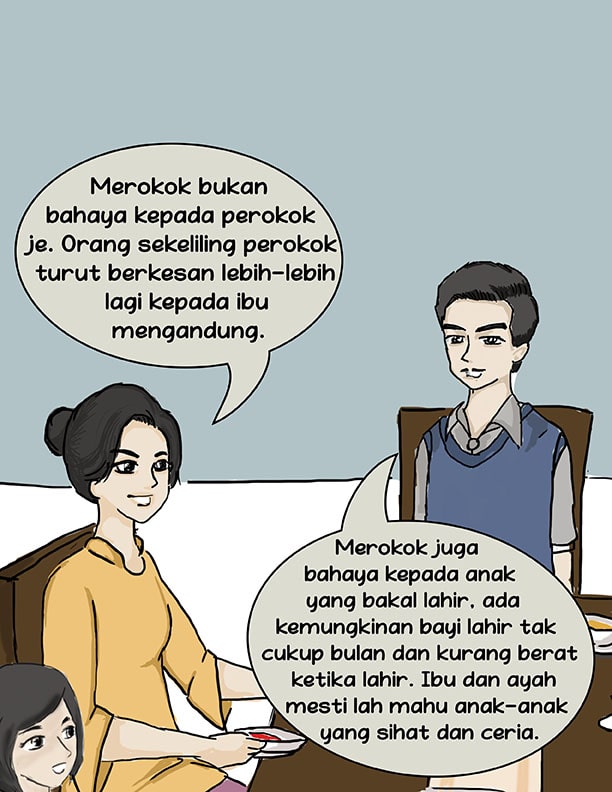 Merokok bukan
bahaya kepada perokok
je. Orang sekeliling perokok
turut berkesan lebih-lebih
lagi kepada ibu
mengandung.
Merokok juga
bahaya kepada anak
yang bakal lahir, ada
kemungkinan bayi lahir tak
cukup bulan dan kurang berat
ketika lahir. Ibu dan ayah
mesti lah mahu anak-anak
yang sihat dan ceria.